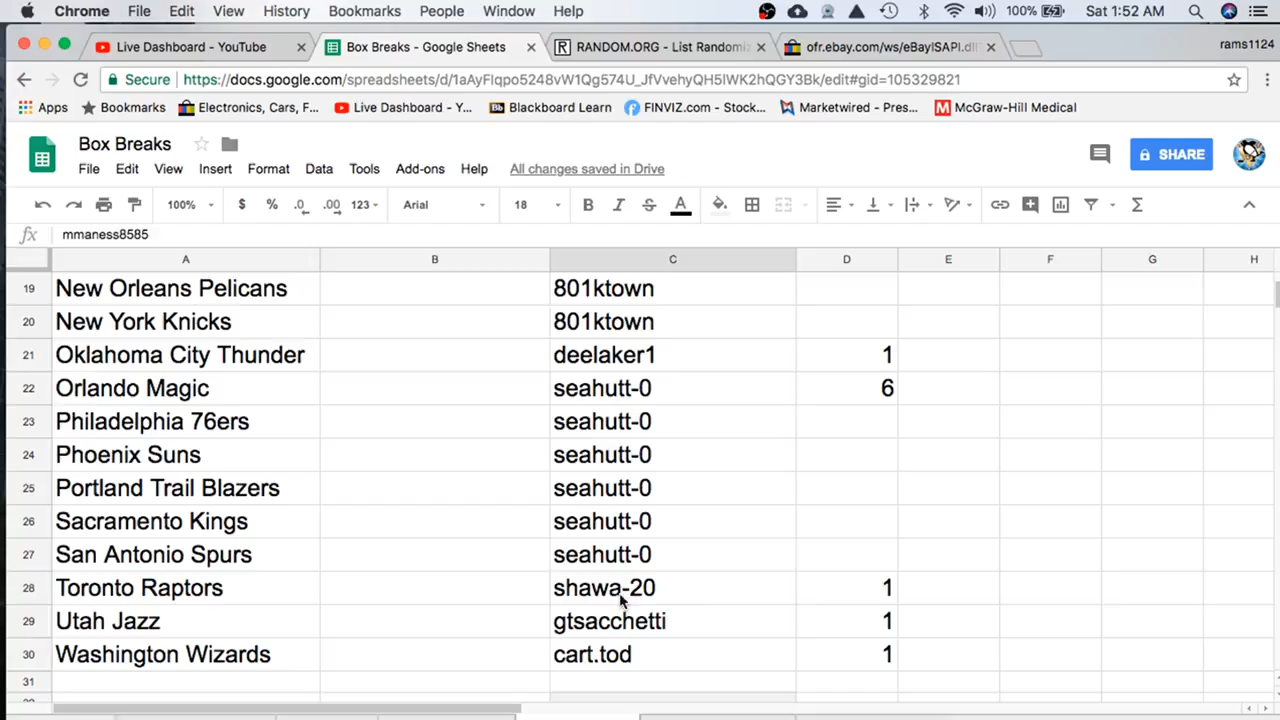 Chrome File Edit View History Bookmarks People Window Help 100% Sat 1:52 AM
Live Dashboard - YouTube Box Breaks - Google Sheets RANDOM.ORG - List Randomiz ofr.ebay.com/ws/eBayISAPI.dll rams1124
Secure https://docs.google.com/spreadsheets/d/1aAyFIqpo5248vW1Qg574U_JfVvehyQH5lWK2hQGY3Bk/edit#gid=105329821
Apps Bookmarks Electronics, Cars, F... Live Dashboard - Y... Bb Blackboard Learn FINVIZ.com - Stock... Marketwired - Pres... McGraw-Hill Medical
Box Breaks
SHARE
File Edit View Insert Format Data Tools Add-ons Help All changes saved in Drive
100% $ % .0 .00 123 Arial 18 B I S A Σ
fx mmaness8585
A B C D E F G H
19 New Orleans Pelicans 801ktown
20 New York Knicks 801ktown
21 Oklahoma City Thunder deelaker1 1
22 Orlando Magic seahutt-0 6
23 Philadelphia 76ers seahutt-0
24 Phoenix Suns seahutt-0
25 Portland Trail Blazers seahutt-0
26 Sacramento Kings seahutt-0
27 San Antonio Spurs seahutt-0
28 Toronto Raptors shawa-20 1
29 Utah Jazz gtsacchetti 1
30 Washington Wizards cart.tod 1
31